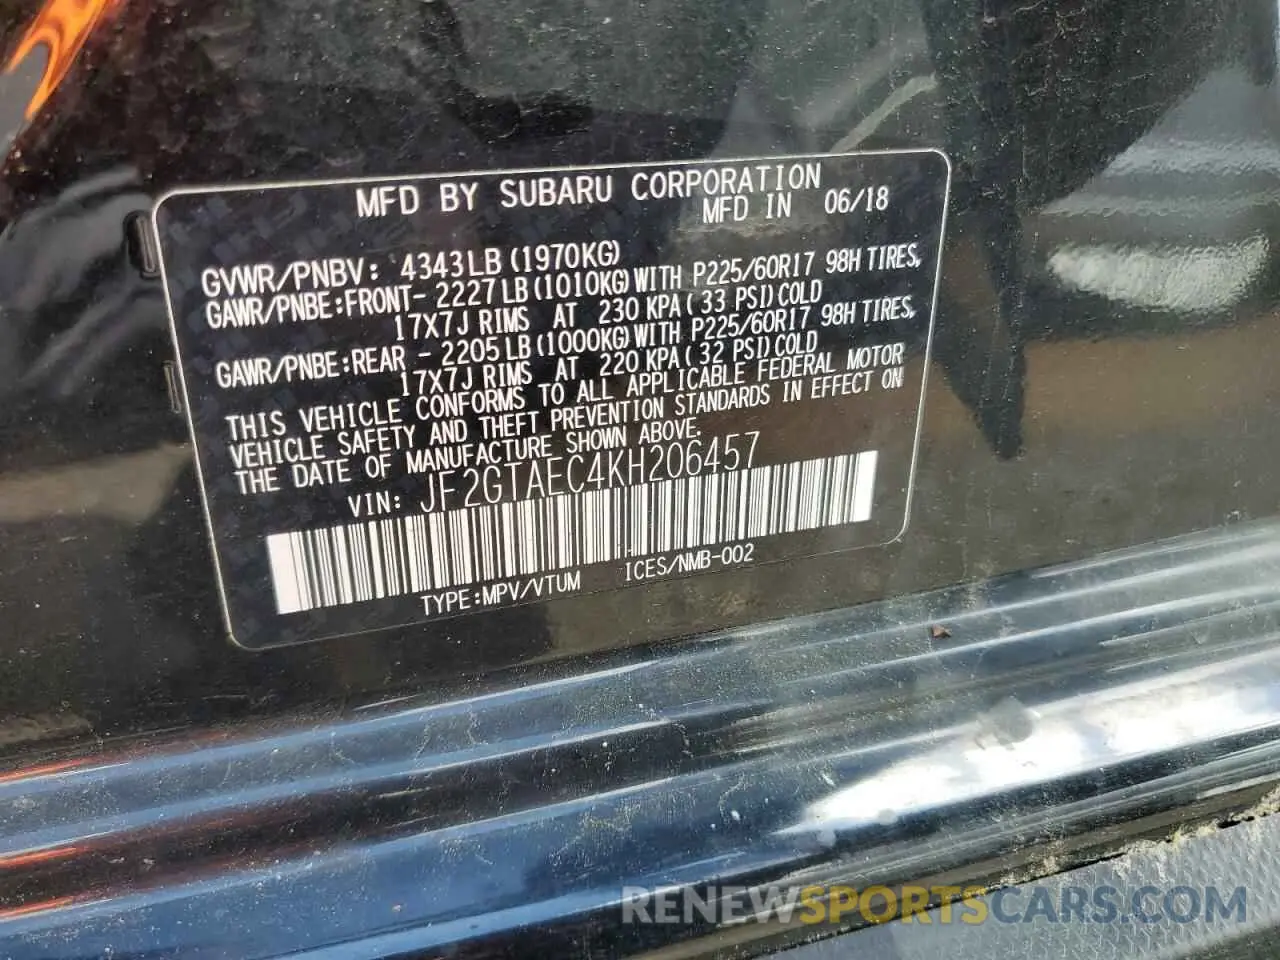 MFD BY SUBARU CORPORATION
MFD IN 06/18
GVWR/PNBV: 4343LB (1970KG)
GAWR/PNBE:FRONT- 2227LB (1010KG) WITH P225/60R17 98H TIRES,
17X7J RIMS AT 230 KPA ( 33 PSI) COLD
GAWR/PNBE:REAR - 2205LB (1000KG) WITH P225/60R17 98H TIRES,
17X7J RIMS AT 220 KPA ( 32 PSI) COLD
THIS VEHICLE CONFORMS TO ALL APPLICABLE FEDERAL MOTOR
VEHICLE SAFETY AND THEFT PREVENTION STANDARDS IN EFFECT ON
THE DATE OF MANUFACTURE SHOWN ABOVE.
VIN: JF2GTAEC4KH206457
TYPE:MPV/VTUM ICES/NMB-002
RENEWSPORTSCARS.COM